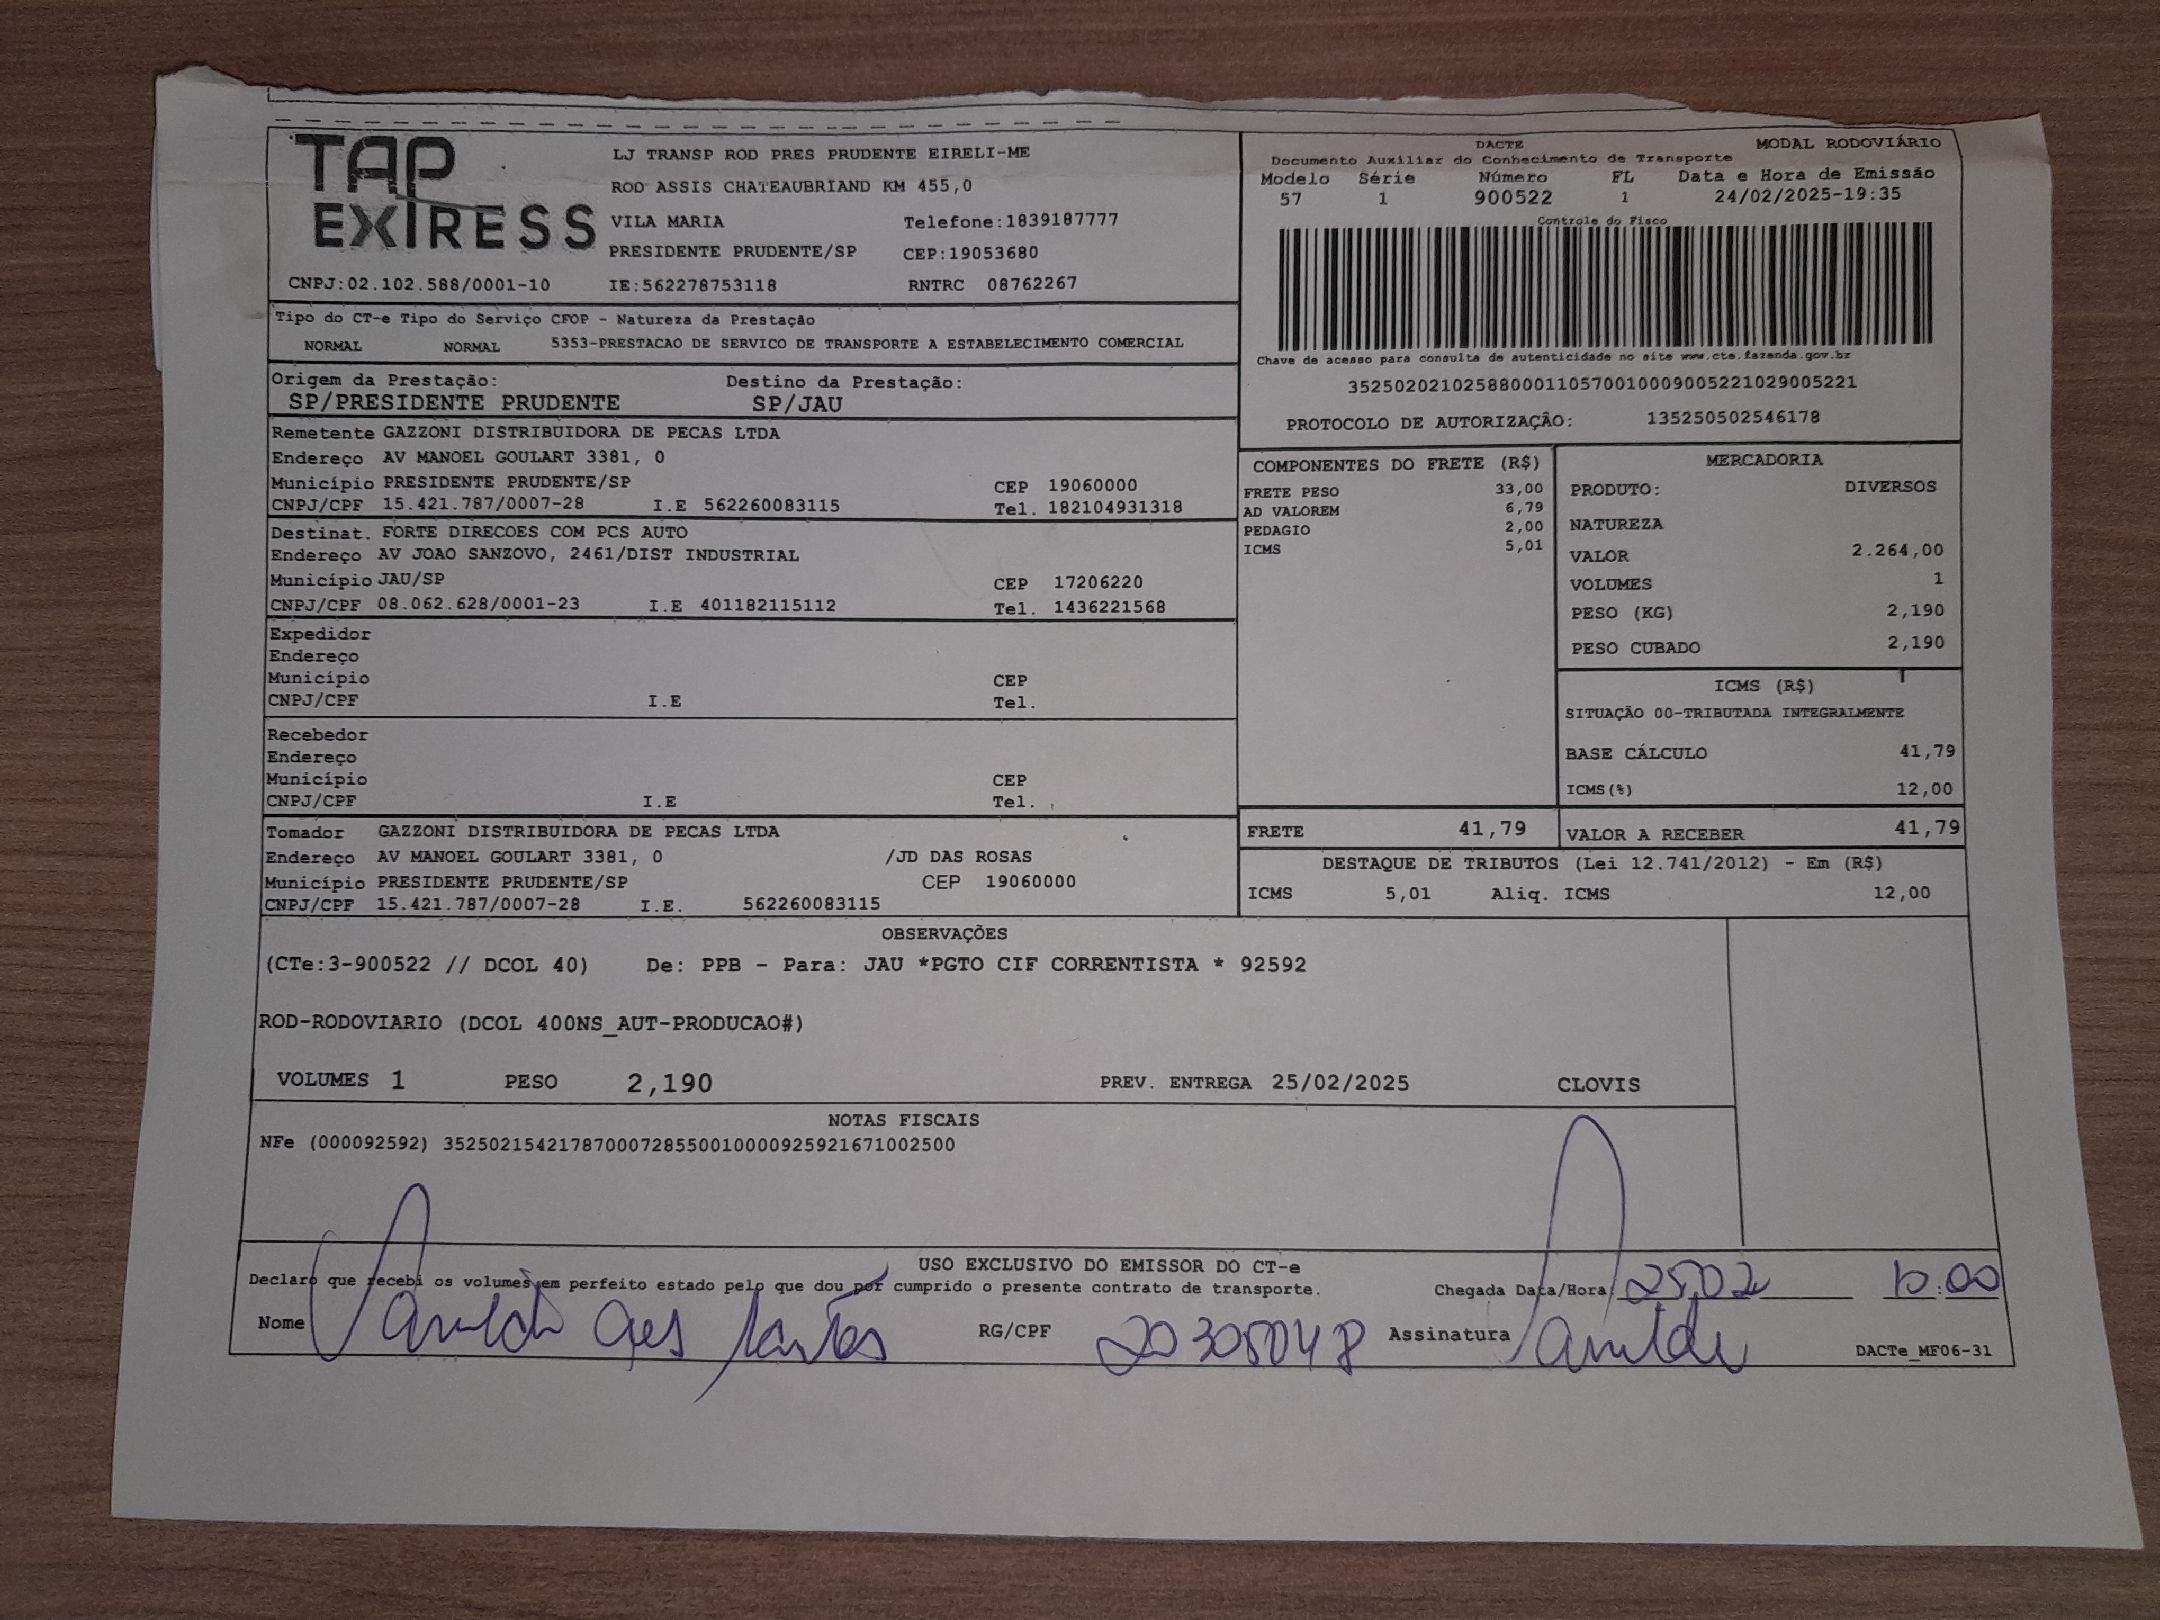 TAP
EXPRESS
LJ TRANSP ROD PRES PRUDENTE EIRELI-ME
ROD ASSIS CHATEAUBRIAND KM 455,0
VILA MARIA Telefone:1839187777
PRESIDENTE PRUDENTE/SP CEP:19053680
CNPJ:02.102.588/0001-10 IE:562278753118 RNTRC 08762267
DACTE MODAL RODOVIÁRIO
Documento Auxiliar do Conhecimento de Transporte
Modelo Série Número FL Data e Hora de Emissão
57 1 900522 1 24/02/2025-19:35
Controle do Fisco
Chave de acesso para consulta de autenticidade no site www.cte.fazenda.gov.br
35250202102588000110570010009005221029005221
PROTOCOLO DE AUTORIZAÇÃO: 135250502546178
Tipo do CT-e Tipo do Serviço CFOP - Natureza da Prestação
NORMAL NORMAL 5353-PRESTACAO DE SERVICO DE TRANSPORTE A ESTABELECIMENTO COMERCIAL
Origem da Prestação: Destino da Prestação:
SP/PRESIDENTE PRUDENTE SP/JAU
Remetente GAZZONI DISTRIBUIDORA DE PECAS LTDA
Endereço AV MANOEL GOULART 3381, 0
Município PRESIDENTE PRUDENTE/SP CEP 19060000
CNPJ/CPF 15.421.787/0007-28 I.E 562260083115 Tel. 182104931318
Destinat. FORTE DIRECOES COM PCS AUTO
Endereço AV JOAO SANZOVO, 2461/DIST INDUSTRIAL
Município JAU/SP CEP 17206220
CNPJ/CPF 08.062.628/0001-23 I.E 401182115112 Tel. 1436221568
Expedidor
Endereço
Município CEP
CNPJ/CPF I.E Tel.
Recebedor
Endereço
Município CEP
CNPJ/CPF I.E Tel.
Tomador GAZZONI DISTRIBUIDORA DE PECAS LTDA
Endereço AV MANOEL GOULART 3381, 0 /JD DAS ROSAS
Município PRESIDENTE PRUDENTE/SP CEP 19060000
CNPJ/CPF 15.421.787/0007-28 I.E. 562260083115
COMPONENTES DO FRETE (R$)
FRETE PESO 33,00
AD VALOREM 6,79
PEDAGIO 2,00
ICMS 5,01
MERCADORIA
PRODUTO: DIVERSOS
NATUREZA
VALOR 2.264,00
VOLUMES 1
PESO (KG) 2,190
PESO CUBADO 2,190
ICMS (R$)
SITUAÇÃO 00-TRIBUTADA INTEGRALMENTE
BASE CÁLCULO 41,79
ICMS(%) 12,00
FRETE 41,79 VALOR A RECEBER 41,79
DESTAQUE DE TRIBUTOS (Lei 12.741/2012) - Em (R$)
ICMS 5,01 Aliq. ICMS 12,00
OBSERVAÇÕES
(CTe:3-900522 // DCOL 40) De: PPB - Para: JAU *PGTO CIF CORRENTISTA * 92592
ROD-RODOVIARIO (DCOL 400NS_AUT-PRODUCAO#)
VOLUMES 1 PESO 2,190 PREV. ENTREGA 25/02/2025 CLOVIS
NOTAS FISCAIS
NFe (000092592) 35250215421787000728550010000925921671002500
USO EXCLUSIVO DO EMISSOR DO CT-e
Declaro que recebi os volumes em perfeito estado pelo que dou por cumprido o presente contrato de transporte. Chegada Data/Hora: 25/02 10:00
Nome RG/CPF 20305048 Assinatura
DACTe_MF06-31